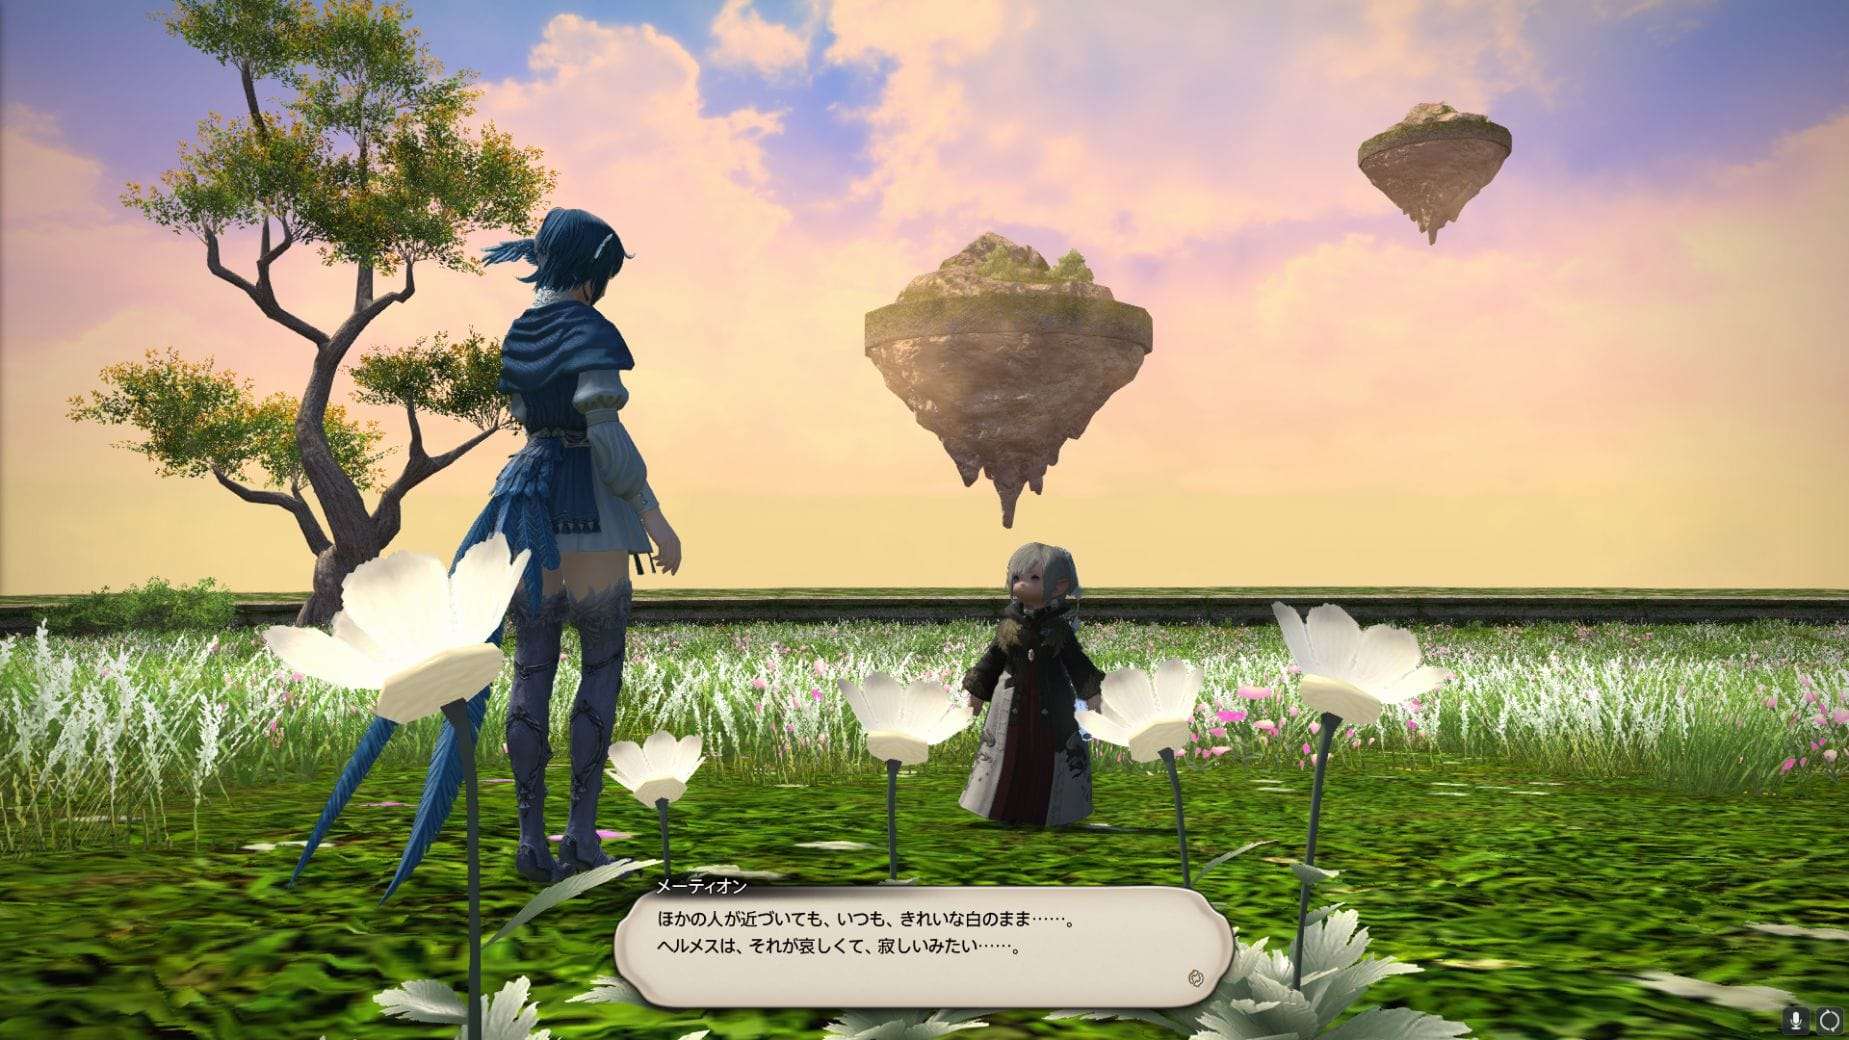 メーティオン
ほかの人が近づいても、いつも、きれいな白のまま……。
ヘルメスは、それが哀しくて、寂しいみたい……。